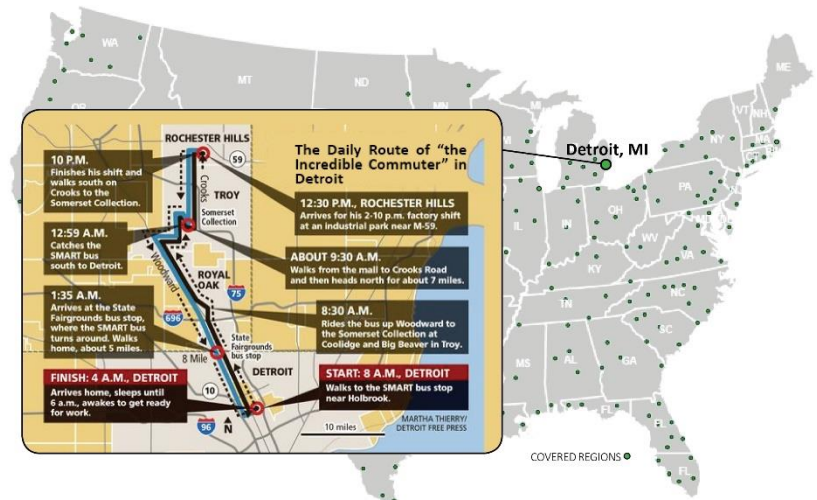 WA
MT
ND
MN
MI
ME
VT
NH
MA
NY
OR
WI
PA
IL
IN
OH
WV
VA
KY
TN
NC
SC
MS
AL
GA
FL
FL
FL
Detroit, MI
The Daily Route of “the
Incredible Commuter” in
Detroit
ROCHESTER HILLS
59
Crooks
TROY
Somerset
Collection
Woodward
ROYAL
OAK
75
696
State
Fairgrounds
bus stop
8 Mile
DETROIT
10
96
N
10 miles
10 P.M.
Finishes his shift and
walks south on
Crooks to the
Somerset Collection.
12:59 A.M.
Catches the
SMART bus
south to Detroit.
1:35 A.M.
Arrives at the State
Fairgrounds bus stop,
where the SMART bus
turns around. Walks
home, about 5 miles.
FINISH: 4 A.M., DETROIT
Arrives home, sleeps until
6 a.m., awakes to get ready
for work.
12:30 P.M., ROCHESTER HILLS
Arrives for his 2-10 p.m. factory shift
at an industrial park near M-59.
ABOUT 9:30 A.M.
Walks from the mall to Crooks Road
and then heads north for about 7 miles.
8:30 A.M.
Rides the bus up Woodward to
the Somerset Collection at
Coolidge and Big Beaver in Troy.
START: 8 A.M., DETROIT
Walks to the SMART bus stop
near Holbrook.
MARTHA THIERRY/
DETROIT FREE PRESS
COVERED REGIONS